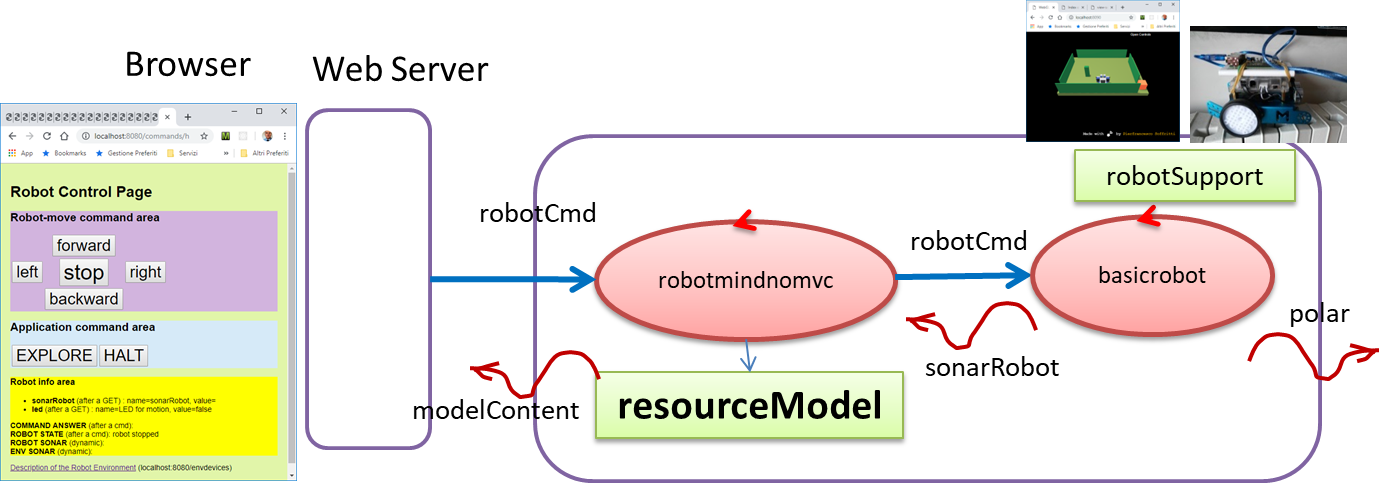 Browser
Web Server
localhost:8080/commands/h
App
Bookmarks
Gestione Preferiti
Servizi
»
Altri Preferiti
Robot Control Page
Robot-move command area
forward
left
stop
right
backward
Application command area
EXPLORE
HALT
Robot info area
sonarRobot (after a GET) : name=sonarRobot, value=
led (after a GET) : name=LED for motion, value=false
COMMAND ANSWER (after a cmd):
ROBOT STATE (after a cmd): robot stopped
ROBOT SONAR (dynamic):
ENV SONAR (dynamic):
Description of the Robot Environment (localhost:8080/envdevices)
robotCmd
robotmindnomvc
robotCmd
basicrobot
robotSupport
sonarRobot
polar
modelContent
resourceModel
Open Controls